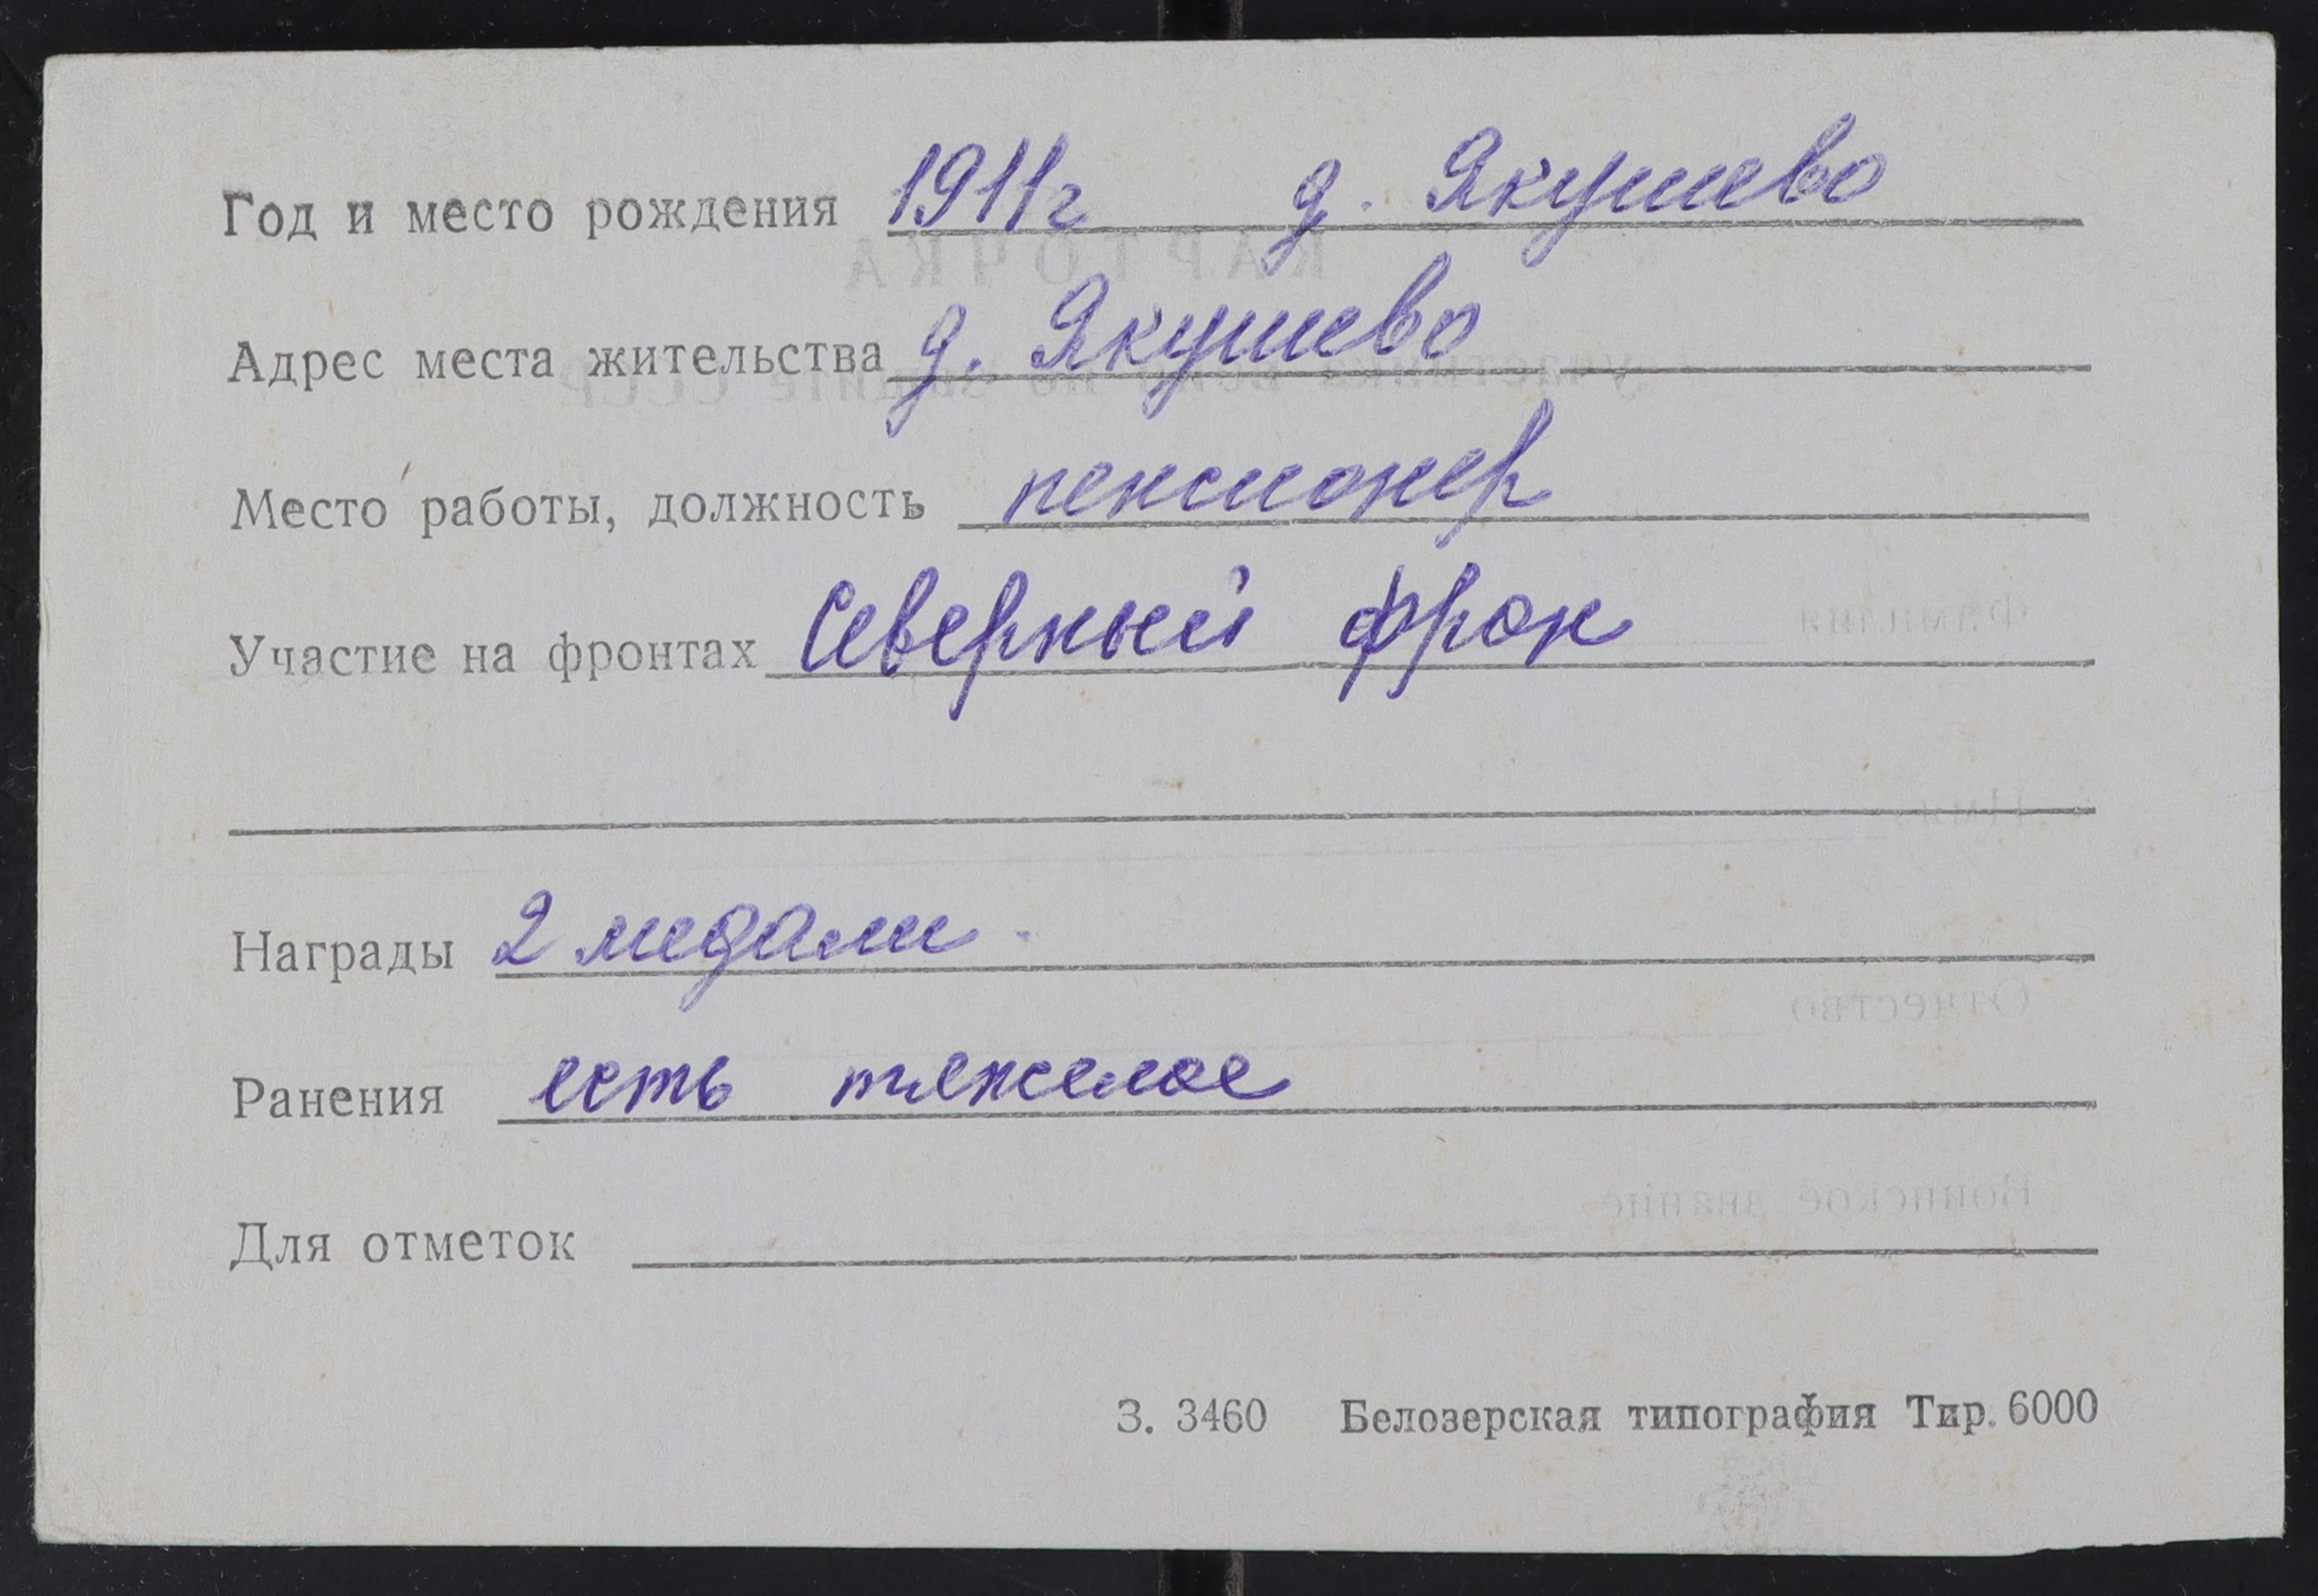 Год и место рождения 1911г д. Якушево
Адрес места жительства д. Якушево
Место работы, должность пенсионер
Участие на фронтах Северный фрон
Награды 2 медали.
Ранения есть тяжелое
Для отметок
З. 3460 Белозерская типография Тир. 6000